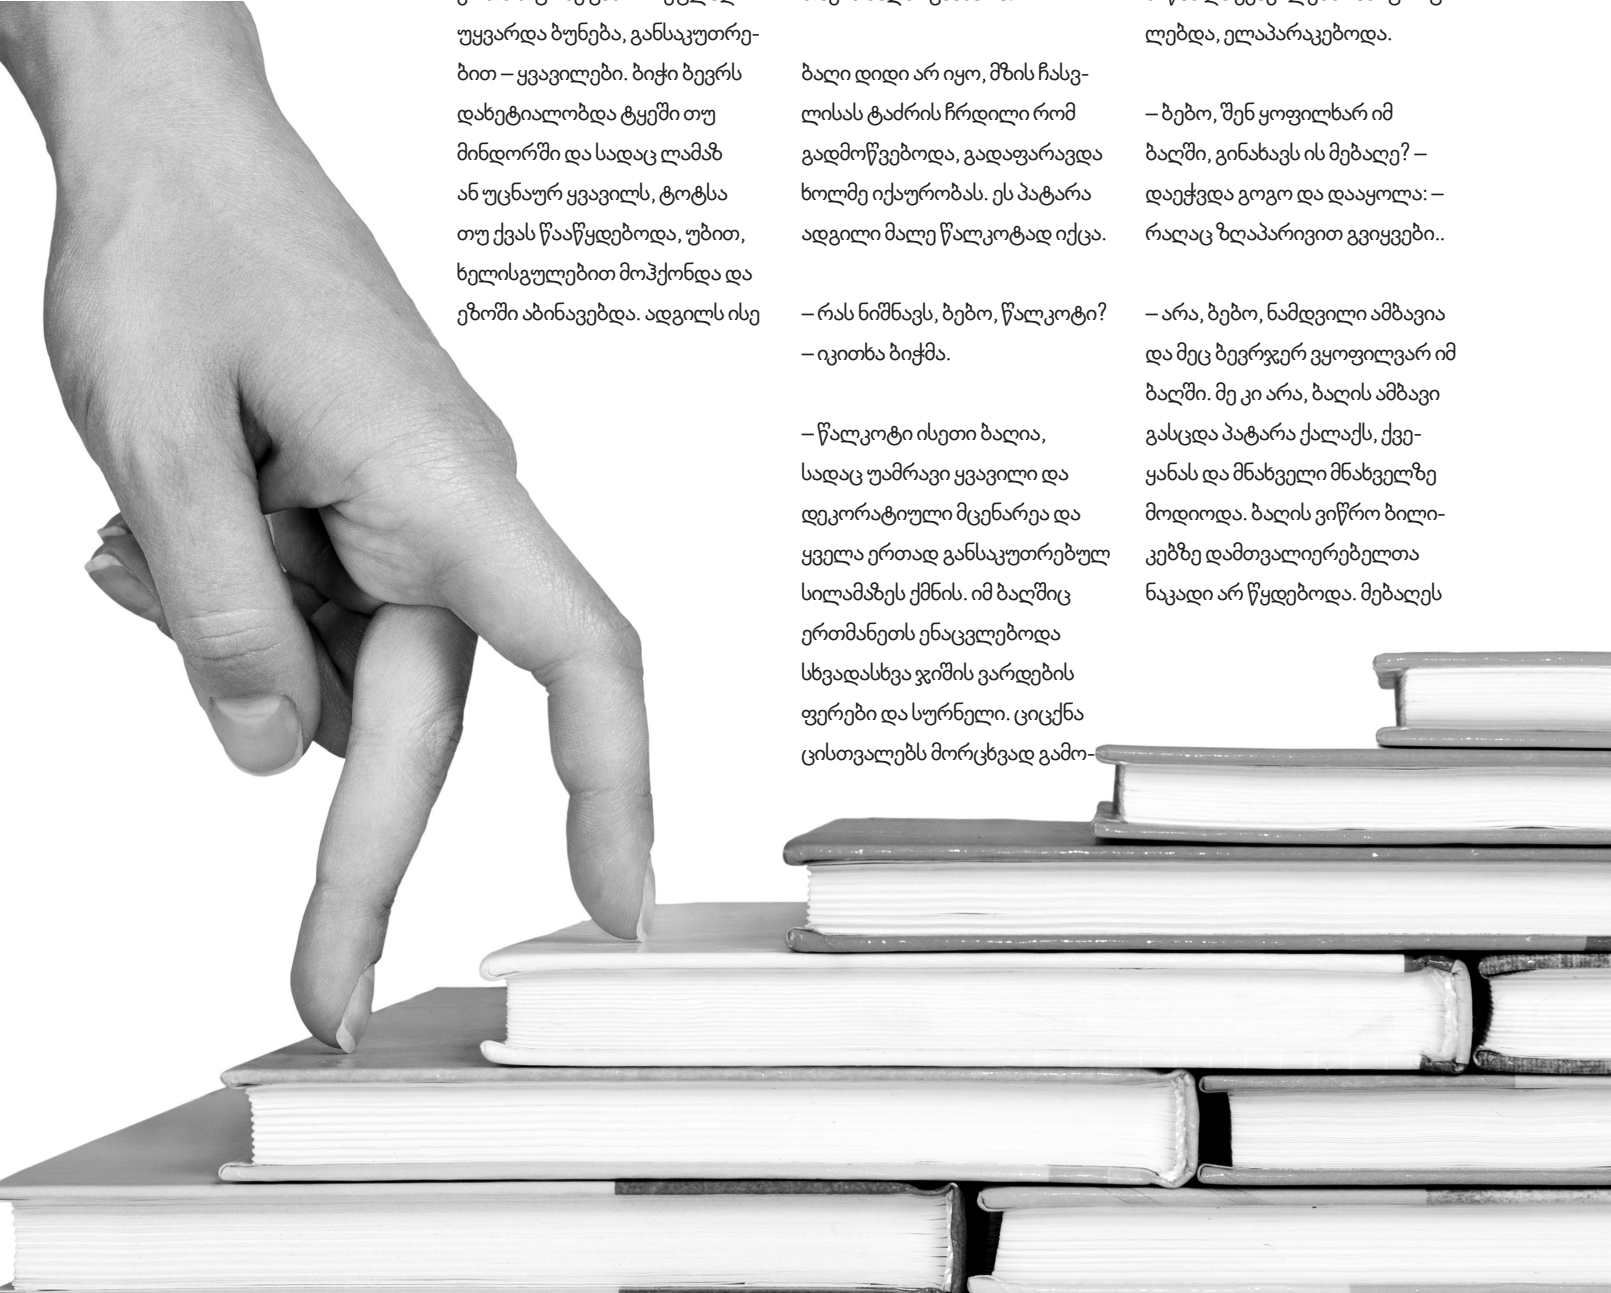 უყვარდა ბუნება, განსაკუთრე-
ბით – ყვავილები. ბიჭი ბევრს
დახეტიალობდა ტყეში თუ
მინდორში და სადაც ლამაზ
ან უცნაურ ყვავილს, ტოტსა
თუ ქვას წააწყდებოდა, უბით,
ხელისგულებით მოჰქონდა და
ეზოში აბინავებდა. ადგილს ისე
ბაღი დიდი არ იყო, მზის ჩასვ-
ლისას ტაძრის ჩრდილი რომ
გადმოწვებოდა, გადაფარავდა
ხოლმე იქაურობას. ეს პატარა
ადგილი მალე წალკოტად იქცა.
– რას ნიშნავს, ბებო, წალკოტი?
– იკითხა ბიჭმა.
– წალკოტი ისეთი ბაღია,
სადაც უამრავი ყვავილი და
დეკორატიული მცენარეა და
ყველა ერთად განსაკუთრებულ
სილამაზეს ქმნის. იმ ბაღშიც
ერთმანეთს ენაცვლებოდა
სხვადასხვა ჯიშის ვარდების
ფერები და სურნელი. ციცქნა
ცისთვალებს მორცხვად გამო-
ლებდა, ელაპარაკებოდა.
– ბებო, შენ ყოფილხარ იმ
ბაღში, გინახავს ის მებაღე? –
დაეჭვდა გოგო და დააყოლა: –
რაღაც ზღაპარივით გვიყვები..
– არა, ბებო, ნამდვილი ამბავია
და მეც ბევრჯერ ვყოფილვარ იმ
ბაღში. მე კი არა, ბაღის ამბავი
გასცდა პატარა ქალაქს, ქვე-
ყანას და მნახველი მნახველზე
მოდიოდა. ბაღის ვიწრო ბილი-
კებზე დამთვალიერებელთა
ნაკადი არ წყდებოდა. მებაღეს